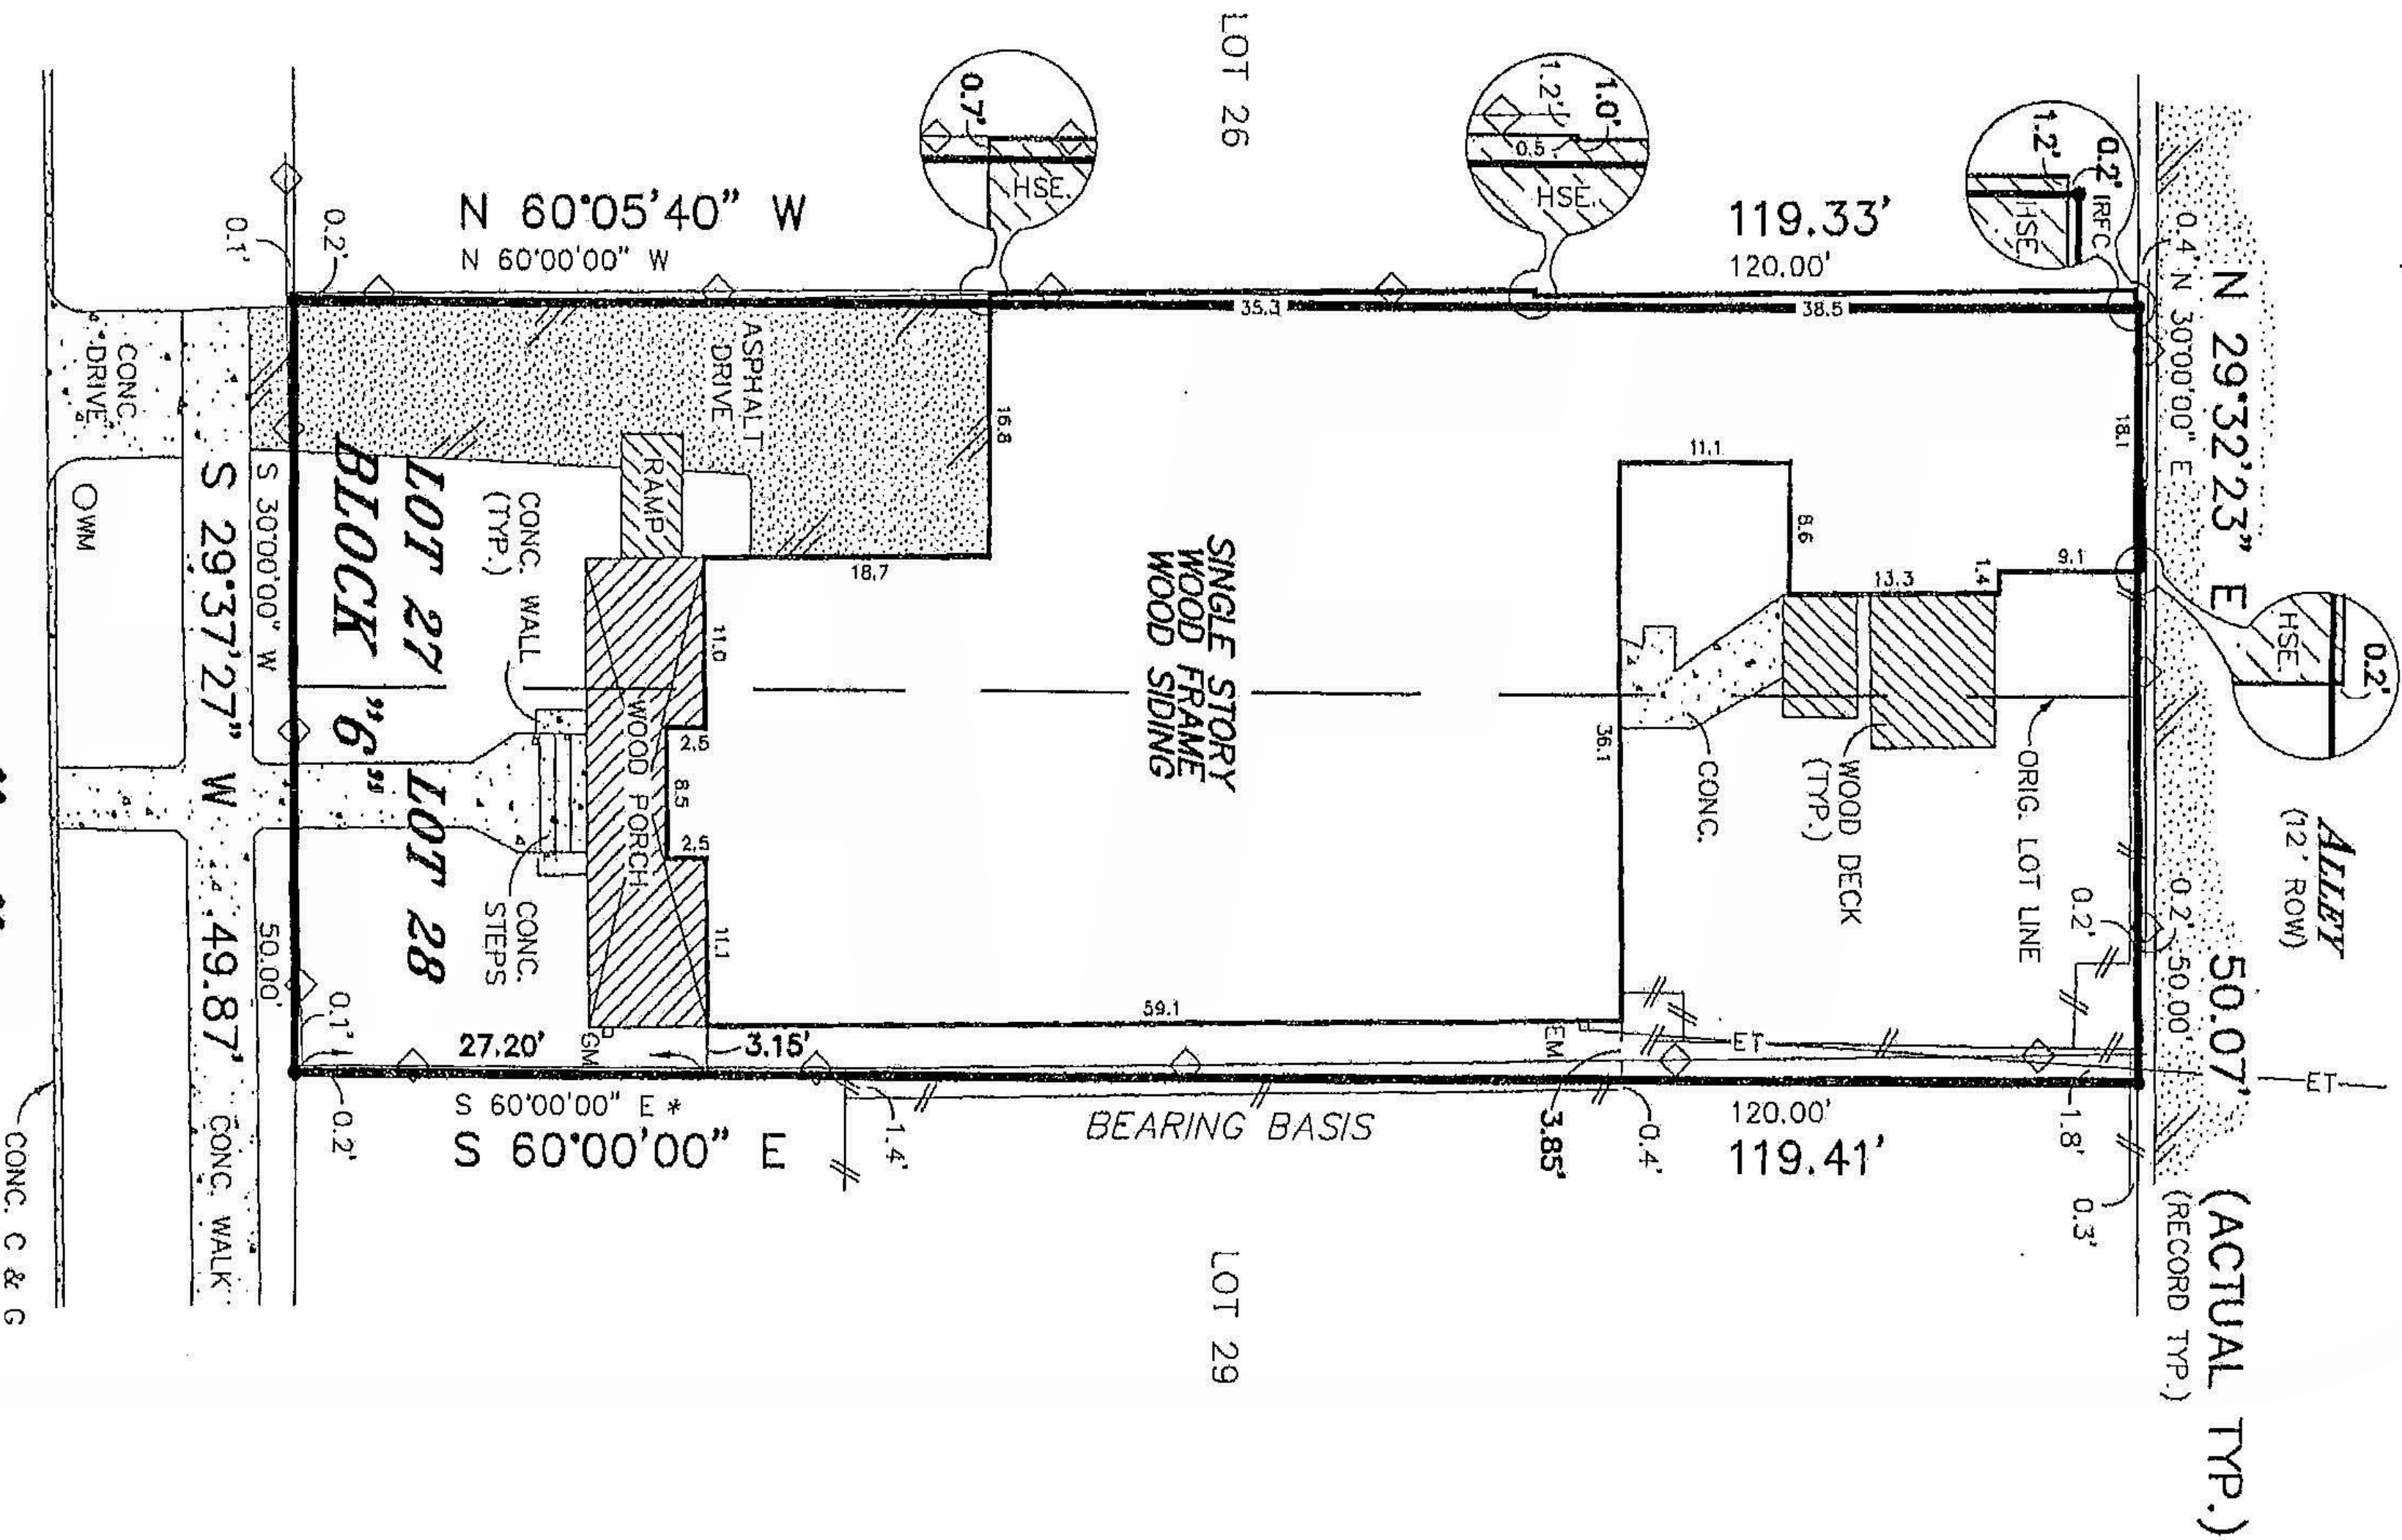 LOT 26
0.7'
HSE.
1.0'
1.2'
0.5
HSE.
0.2'
1.2'
IRFC
HSE
N 60°05'40" W
N 60°00'00" W
119.33'
120.00'
0.1'
0.2'
35.3
38.5
0.4'
N 30°00'00" E
N 29°32'23" E
18.1
50.07'
50.00'
0.2'
(ACTUAL TYP.)
(RECORD TYP.)
ALLEY
(12' ROW)
0.2'
HSE.
CONC.
DRIVE
ASPHALT
DRIVE
16.8
18.7
RAMP
CONC. WALL
(TYP.)
LOT 27
BLOCK "6"
LOT 28
S 30°00'00" W
S 29°37'27" W
49.87'
50.00'
WM
SINGLE STORY
WOOD FRAME
WOOD SIDING
11.1
8.6
13.3
1.4
9.1
36.1
CONC.
WOOD DECK
(TYP.)
ORIG. LOT LINE
0.2'
WOOD PORCH
11.0
2.5
8.5
2.5
11.1
CONC.
STEPS
59.1
GM
EM
ET
ET
27.20'
3.15'
3.85'
0.1'
0.2'
1.4'
0.4'
1.8'
0.3'
S 60°00'00" E *
S 60°00'00" E
BEARING BASIS
120.00'
119.41'
CONC. WALK
CONC. C & G
LOT 29